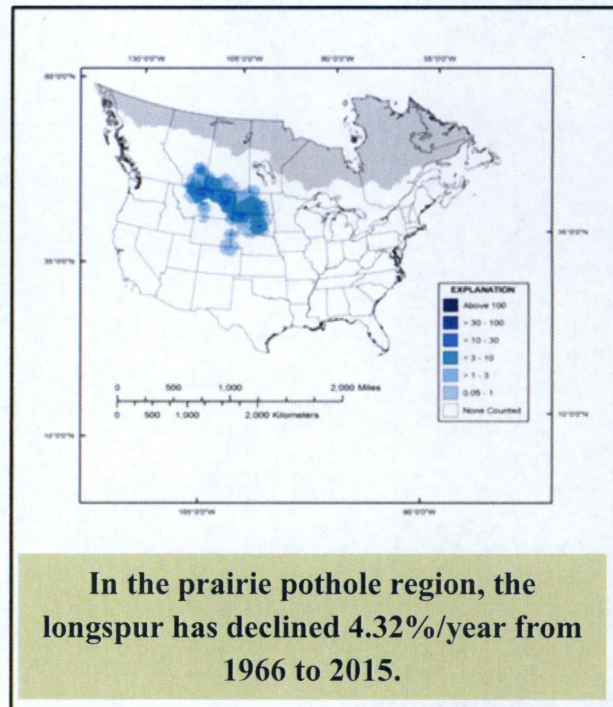 130°0'0"W 105°0'0"W 80°0'0"W 55°0'0"W
35°0'0"N
35°0'0"N
EXPLANATION
Above 100
> 30 - 100
> 10 - 30
> 3 - 10
> 1 - 3
0.05 - 1
None Counted
0 500 1,000 2,000 Miles
0 500 1,000 2,000 Kilometers
10°0'0"N
10°0'0"N
105°0'0"W 80°0'0"W
In the prairie pothole region, the
longspur has declined 4.32%/year from
1966 to 2015.